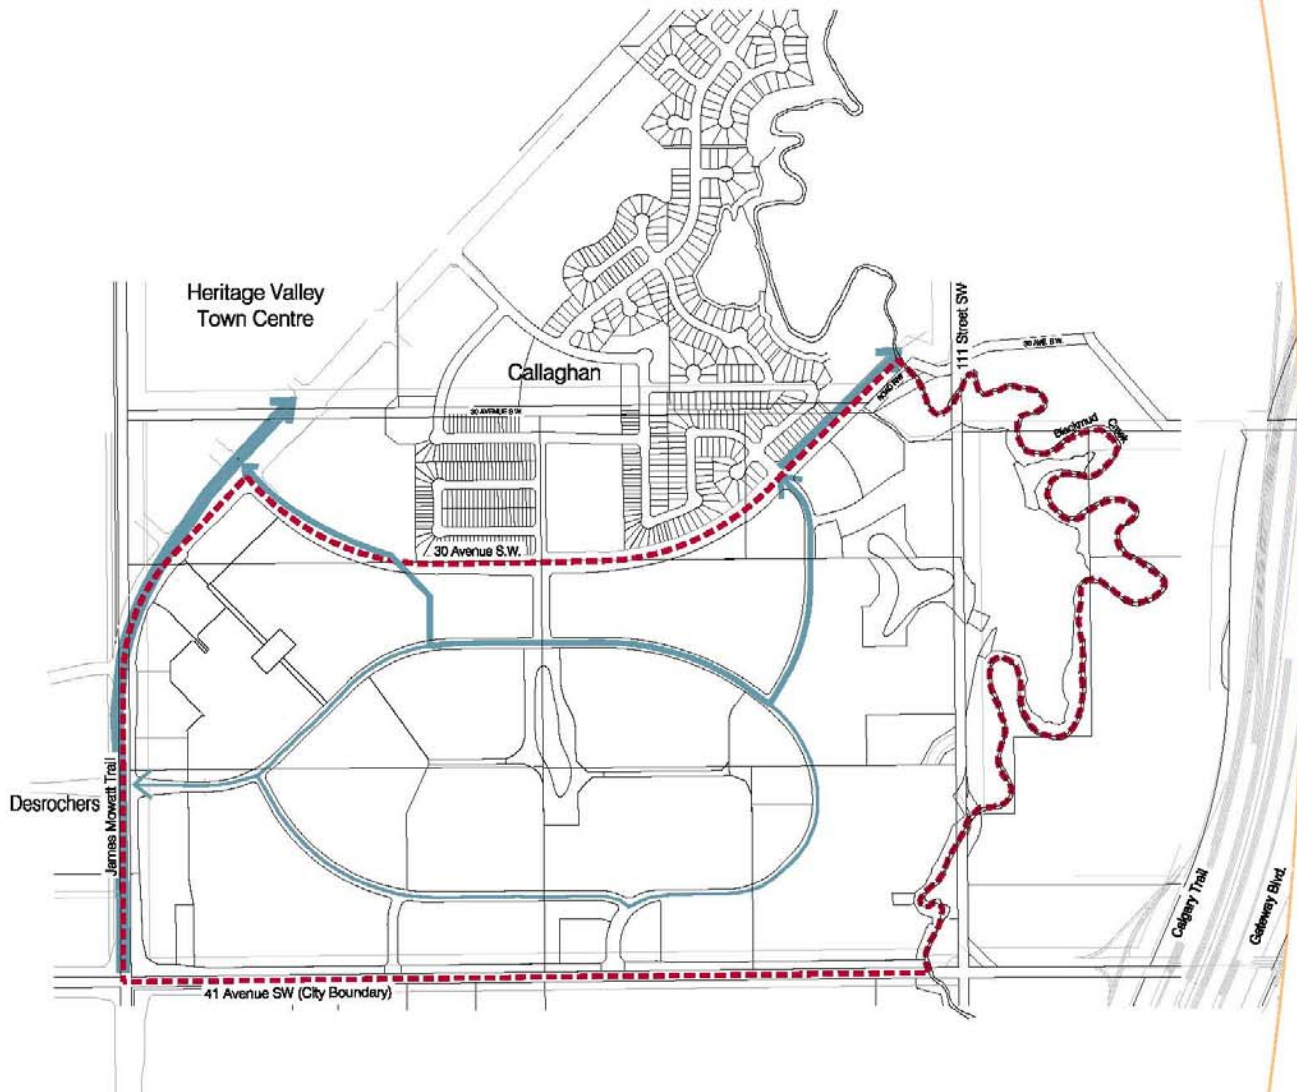 Heritage Valley
Town Centre
111 Street SW
30 AVE. S.W.
Callaghan
ROAD R/W
30 AVENUE S.W.
Blackmud Creek
30 Avenue S.W.
James Mowatt Trail
Desrochers
Calgary Trail
Gateway Blvd.
41 Avenue SW (City Boundary)